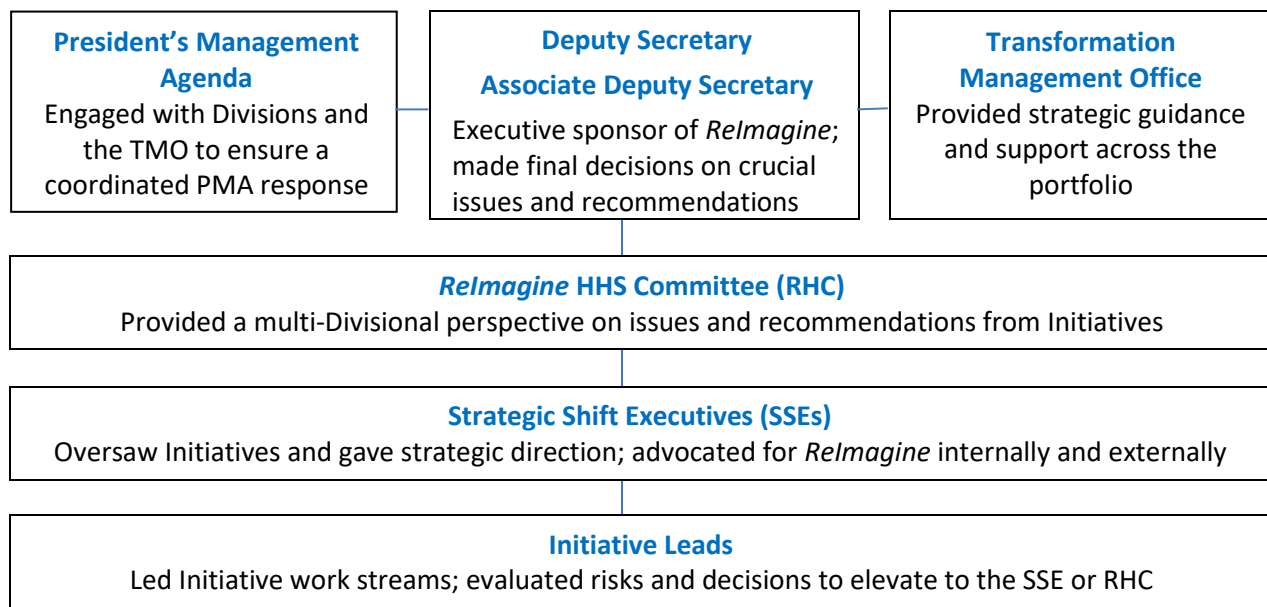 President’s Management
Agenda
Engaged with Divisions and
the TMO to ensure a
coordinated PMA response
Deputy Secretary
Associate Deputy Secretary
Executive sponsor of ReImagine;
made final decisions on crucial
issues and recommendations
Transformation
Management Office
Provided strategic guidance
and support across the
portfolio
ReImagine HHS Committee (RHC)
Provided a multi-Divisional perspective on issues and recommendations from Initiatives
Strategic Shift Executives (SSEs)
Oversaw Initiatives and gave strategic direction; advocated for ReImagine internally and externally
Initiative Leads
Led Initiative work streams; evaluated risks and decisions to elevate to the SSE or RHC